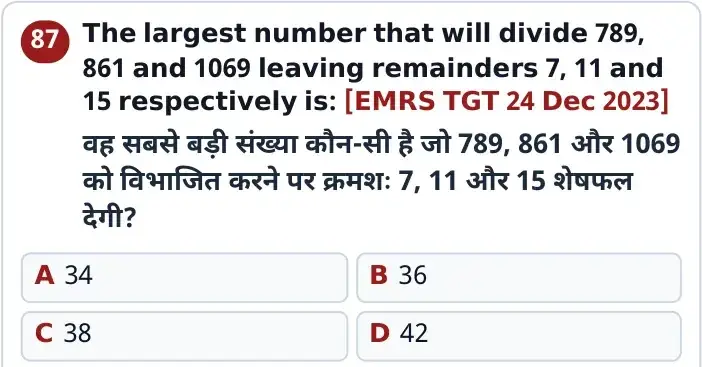 87 The largest number that will divide 789,
861 and 1069 leaving remainders 7, 11 and
15 respectively is: [EMRS TGT 24 Dec 2023]
वह सबसे बड़ी संख्या कौन-सी है जो 789, 861 और 1069
को विभाजित करने पर क्रमशः 7, 11 और 15 शेषफल
देगी?
A 34
B 36
C 38
D 42